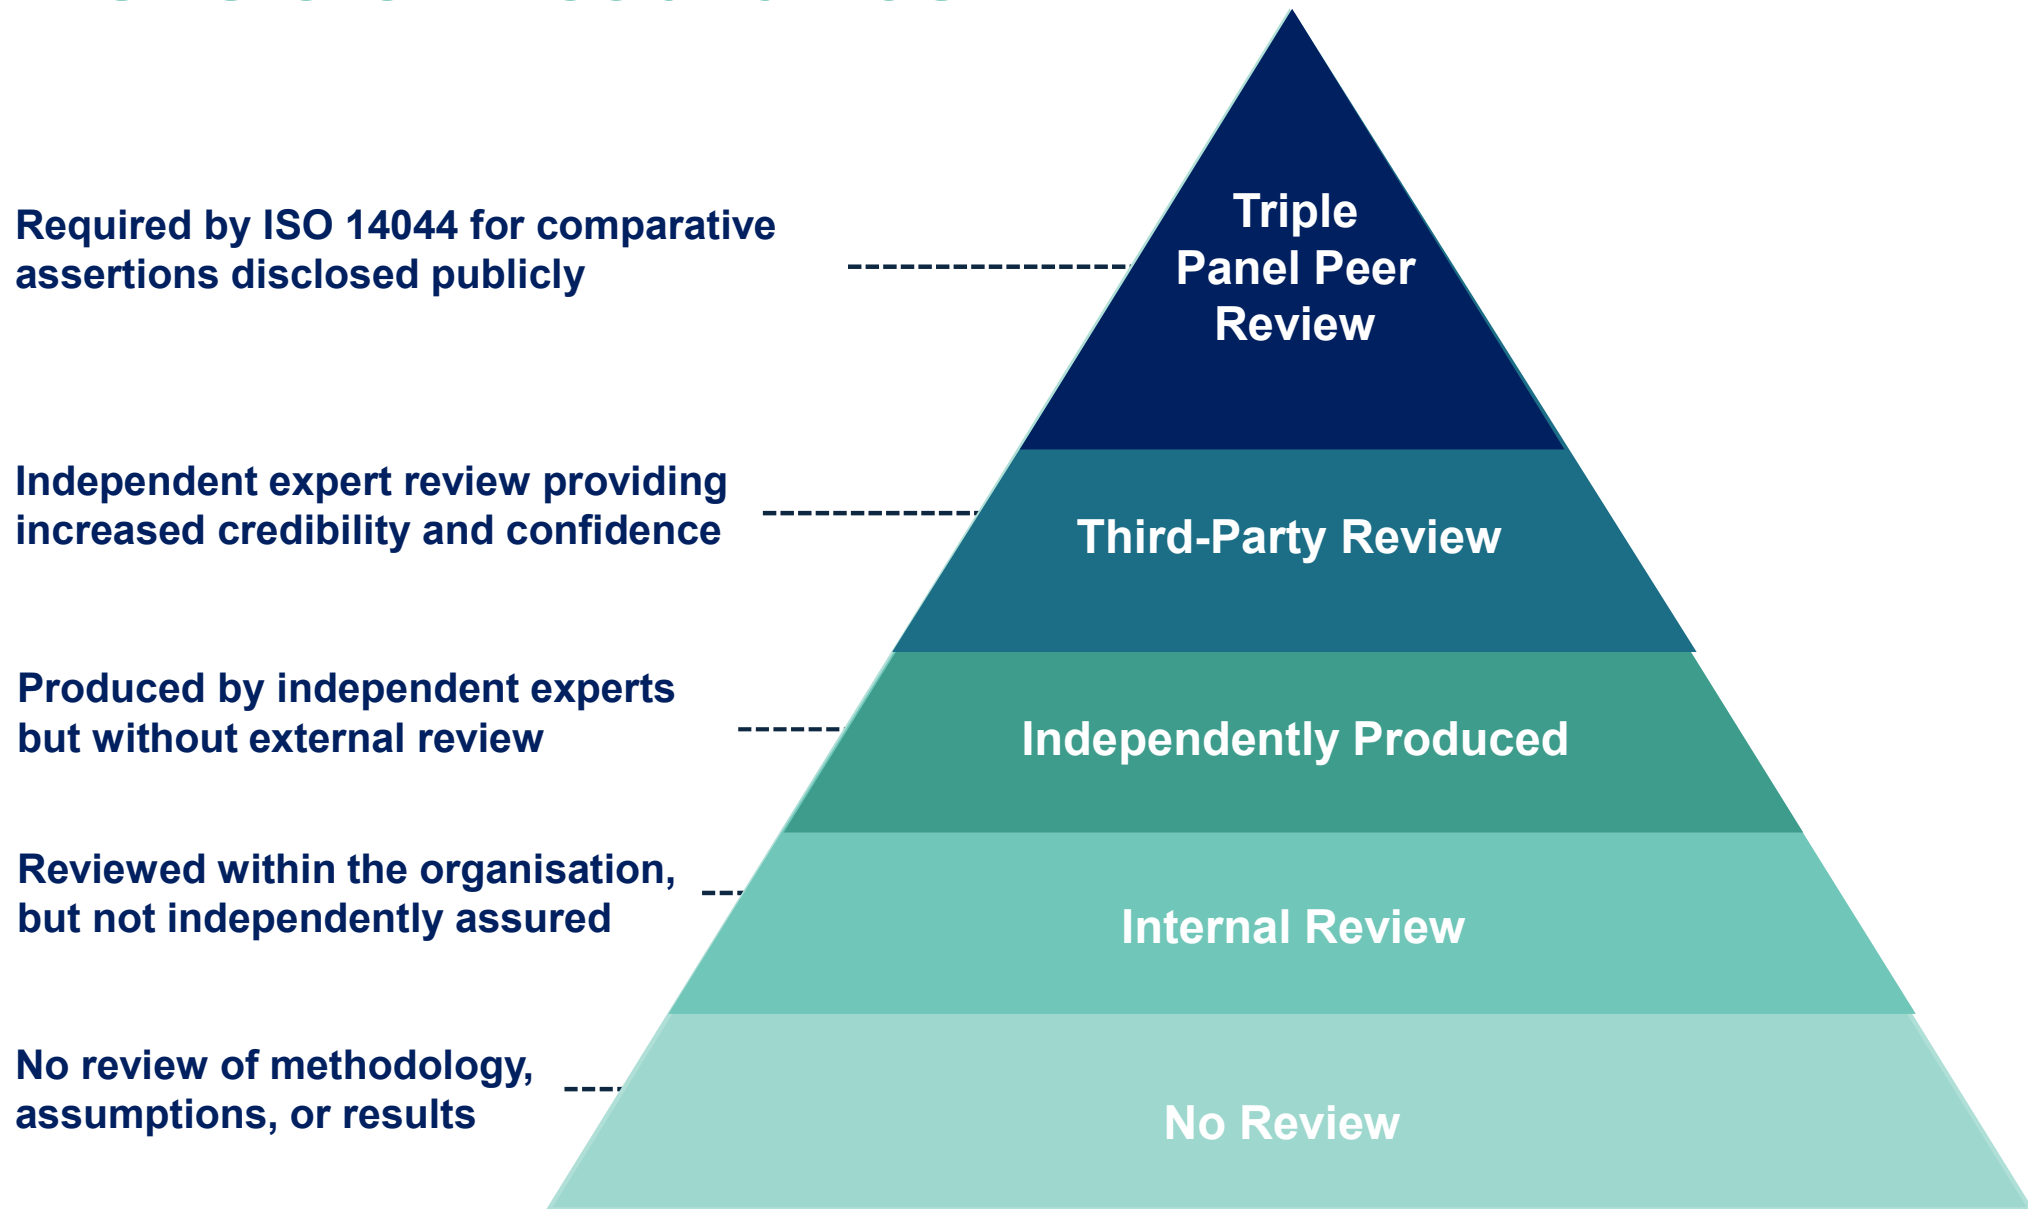 Required by ISO 14044 for comparative
assertions disclosed publicly
Triple
Panel Peer
Review
Independent expert review providing
increased credibility and confidence
Third-Party Review
Produced by independent experts
but without external review
Independently Produced
Reviewed within the organisation,
but not independently assured
Internal Review
No review of methodology,
assumptions, or results
No Review